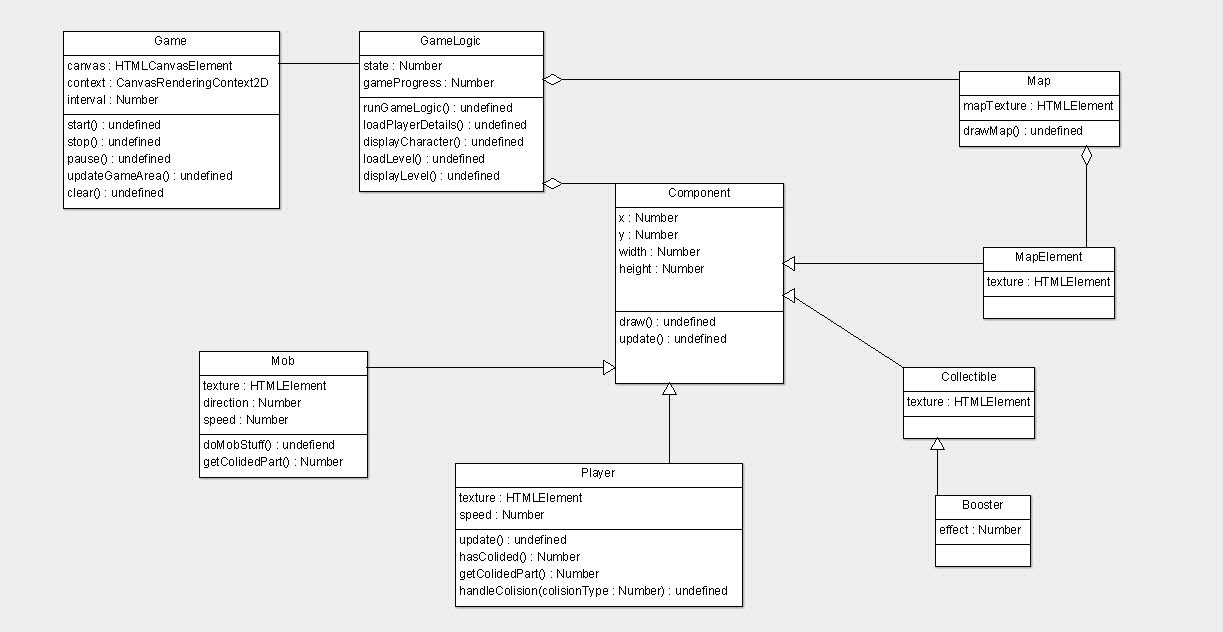 Game
canvas : HTMLCanvasElement
context : CanvasRenderingContext2D
interval : Number
start() : undefined
stop() : undefined
pause() : undefined
updateGameArea() : undefined
clear() : undefined
GameLogic
state : Number
gameProgress : Number
runGameLogic() : undefined
loadPlayerDetails() : undefined
displayCharacter() : undefined
loadLevel() : undefined
displayLevel() : undefined
Map
mapTexture : HTMLElement
drawMap() : undefined
Component
x : Number
y : Number
width : Number
height : Number
draw() : undefined
update() : undefined
MapElement
texture : HTMLElement
Mob
texture : HTMLElement
direction : Number
speed : Number
doMobStuff() : undefiend
getColidedPart() : Number
Collectible
texture : HTMLElement
Player
texture : HTMLElement
speed : Number
update() : undefined
hasColided() : Number
getColidedPart() : Number
handleColision(colisionType : Number) : undefined
Booster
effect : Number